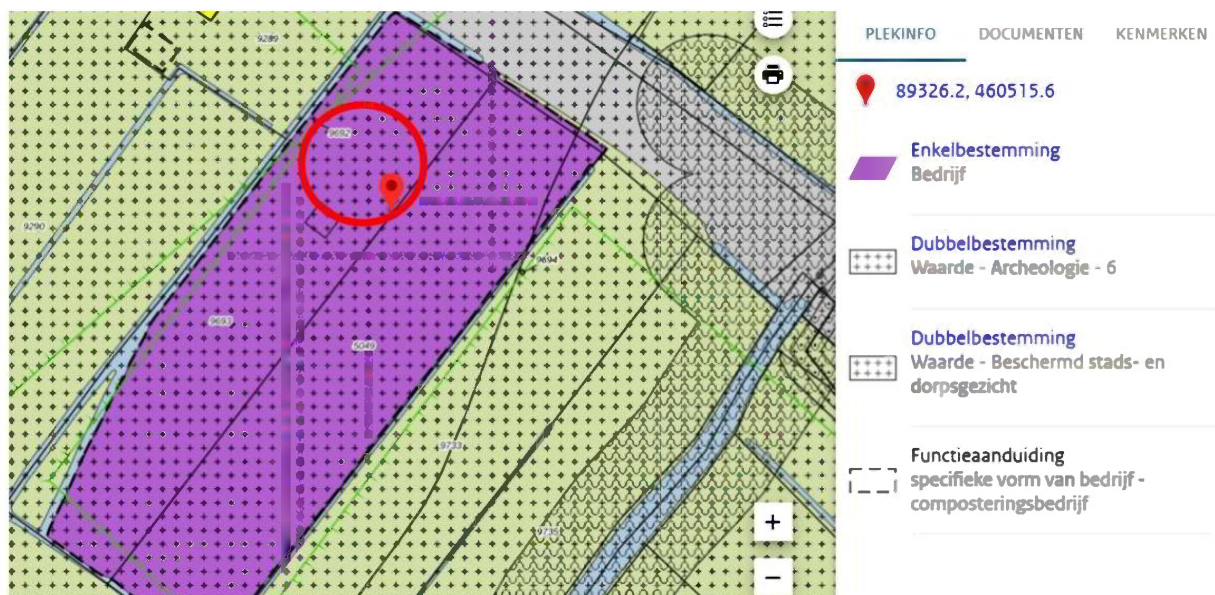 9289
9692
9290
9694
9693
5049
9733
9735
+
−
PLEKINFO DOCUMENTEN KENMERKEN
89326.2, 460515.6
Enkelbestemming
Bedrijf
Dubbelbestemming
Waarde - Archeologie - 6
Dubbelbestemming
Waarde - Beschermd stads- en
dorpsgezicht
Functieaanduiding
specifieke vorm van bedrijf -
composteringsbedrijf